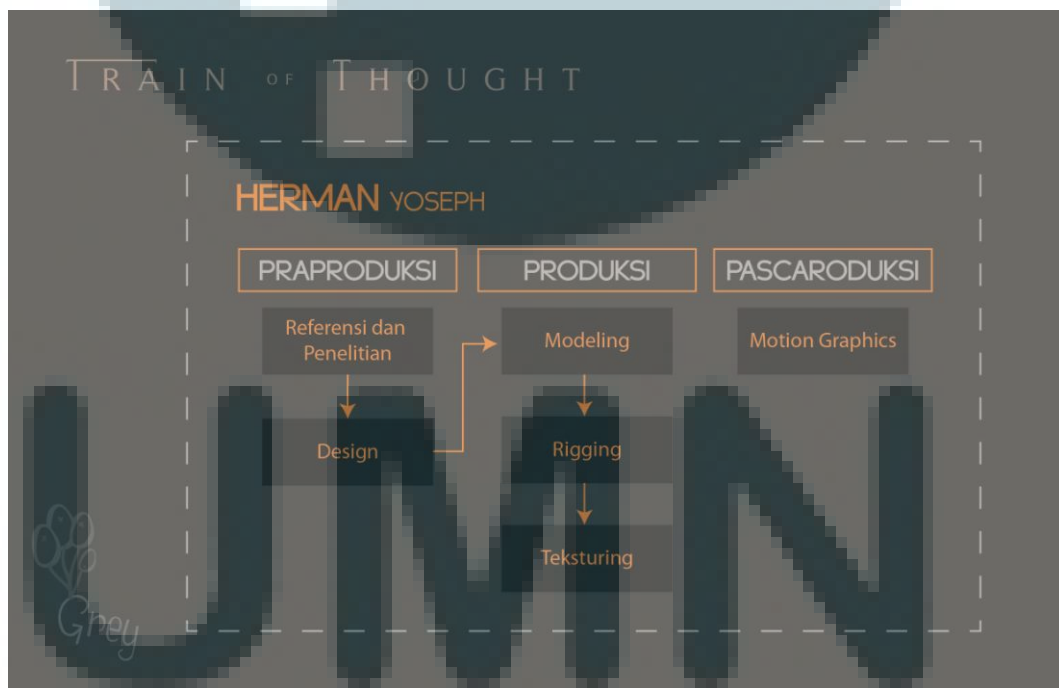 TRAIN OF THOUGHT
HERMAN YOSEPH
PRAPRODUKSI
PRODUKSI
PASCARODUKSI
Referensi dan
Penelitian
Modeling
Motion Graphics
Design
Rigging
Teksturing
Grey
UMN